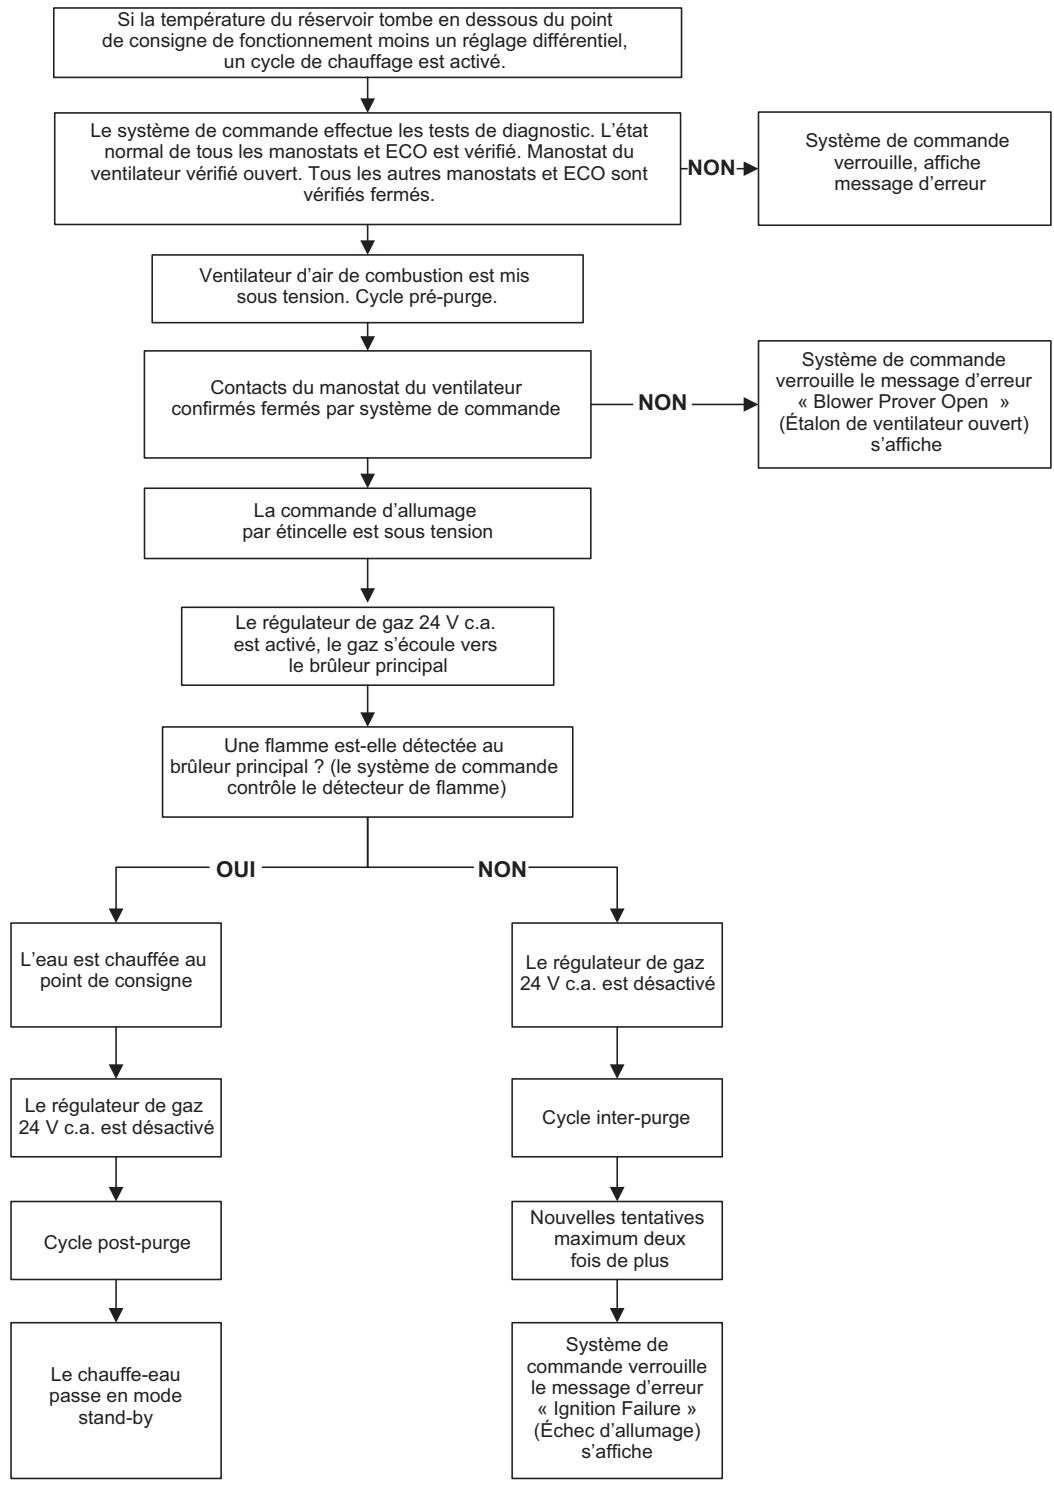 Si la température du réservoir tombe en dessous du point
de consigne de fonctionnement moins un réglage différentiel,
un cycle de chauffage est activé.
Le système de commande effectue les tests de diagnostic. L'état
normal de tous les manostats et ECO est vérifié. Manostat du
ventilateur vérifié ouvert. Tous les autres manostats et ECO sont
vérifiés fermés.
NON
Système de commande
verrouille, affiche
message d'erreur
Ventilateur d'air de combustion est mis
sous tension. Cycle pré-purge.
Contacts du manostat du ventilateur
confirmés fermés par système de commande
NON
Système de commande
verrouille le message d'erreur
« Blower Prover Open »
(Étalon de ventilateur ouvert)
s'affiche
La commande d'allumage
par étincelle est sous tension
Le régulateur de gaz 24 V c.a.
est activé, le gaz s'écoule vers
le brûleur principal
Une flamme est-elle détectée au
brûleur principal ? (le système de commande
contrôle le détecteur de flamme)
OUI
NON
L'eau est chauffée au
point de consigne
Le régulateur de gaz
24 V c.a. est désactivé
Cycle post-purge
Le chauffe-eau
passe en mode
stand-by
Le régulateur de gaz
24 V c.a. est désactivé
Cycle inter-purge
Nouvelles tentatives
maximum deux
fois de plus
Système de
commande verrouille
le message d'erreur
« Ignition Failure »
(Échec d'allumage)
s'affiche